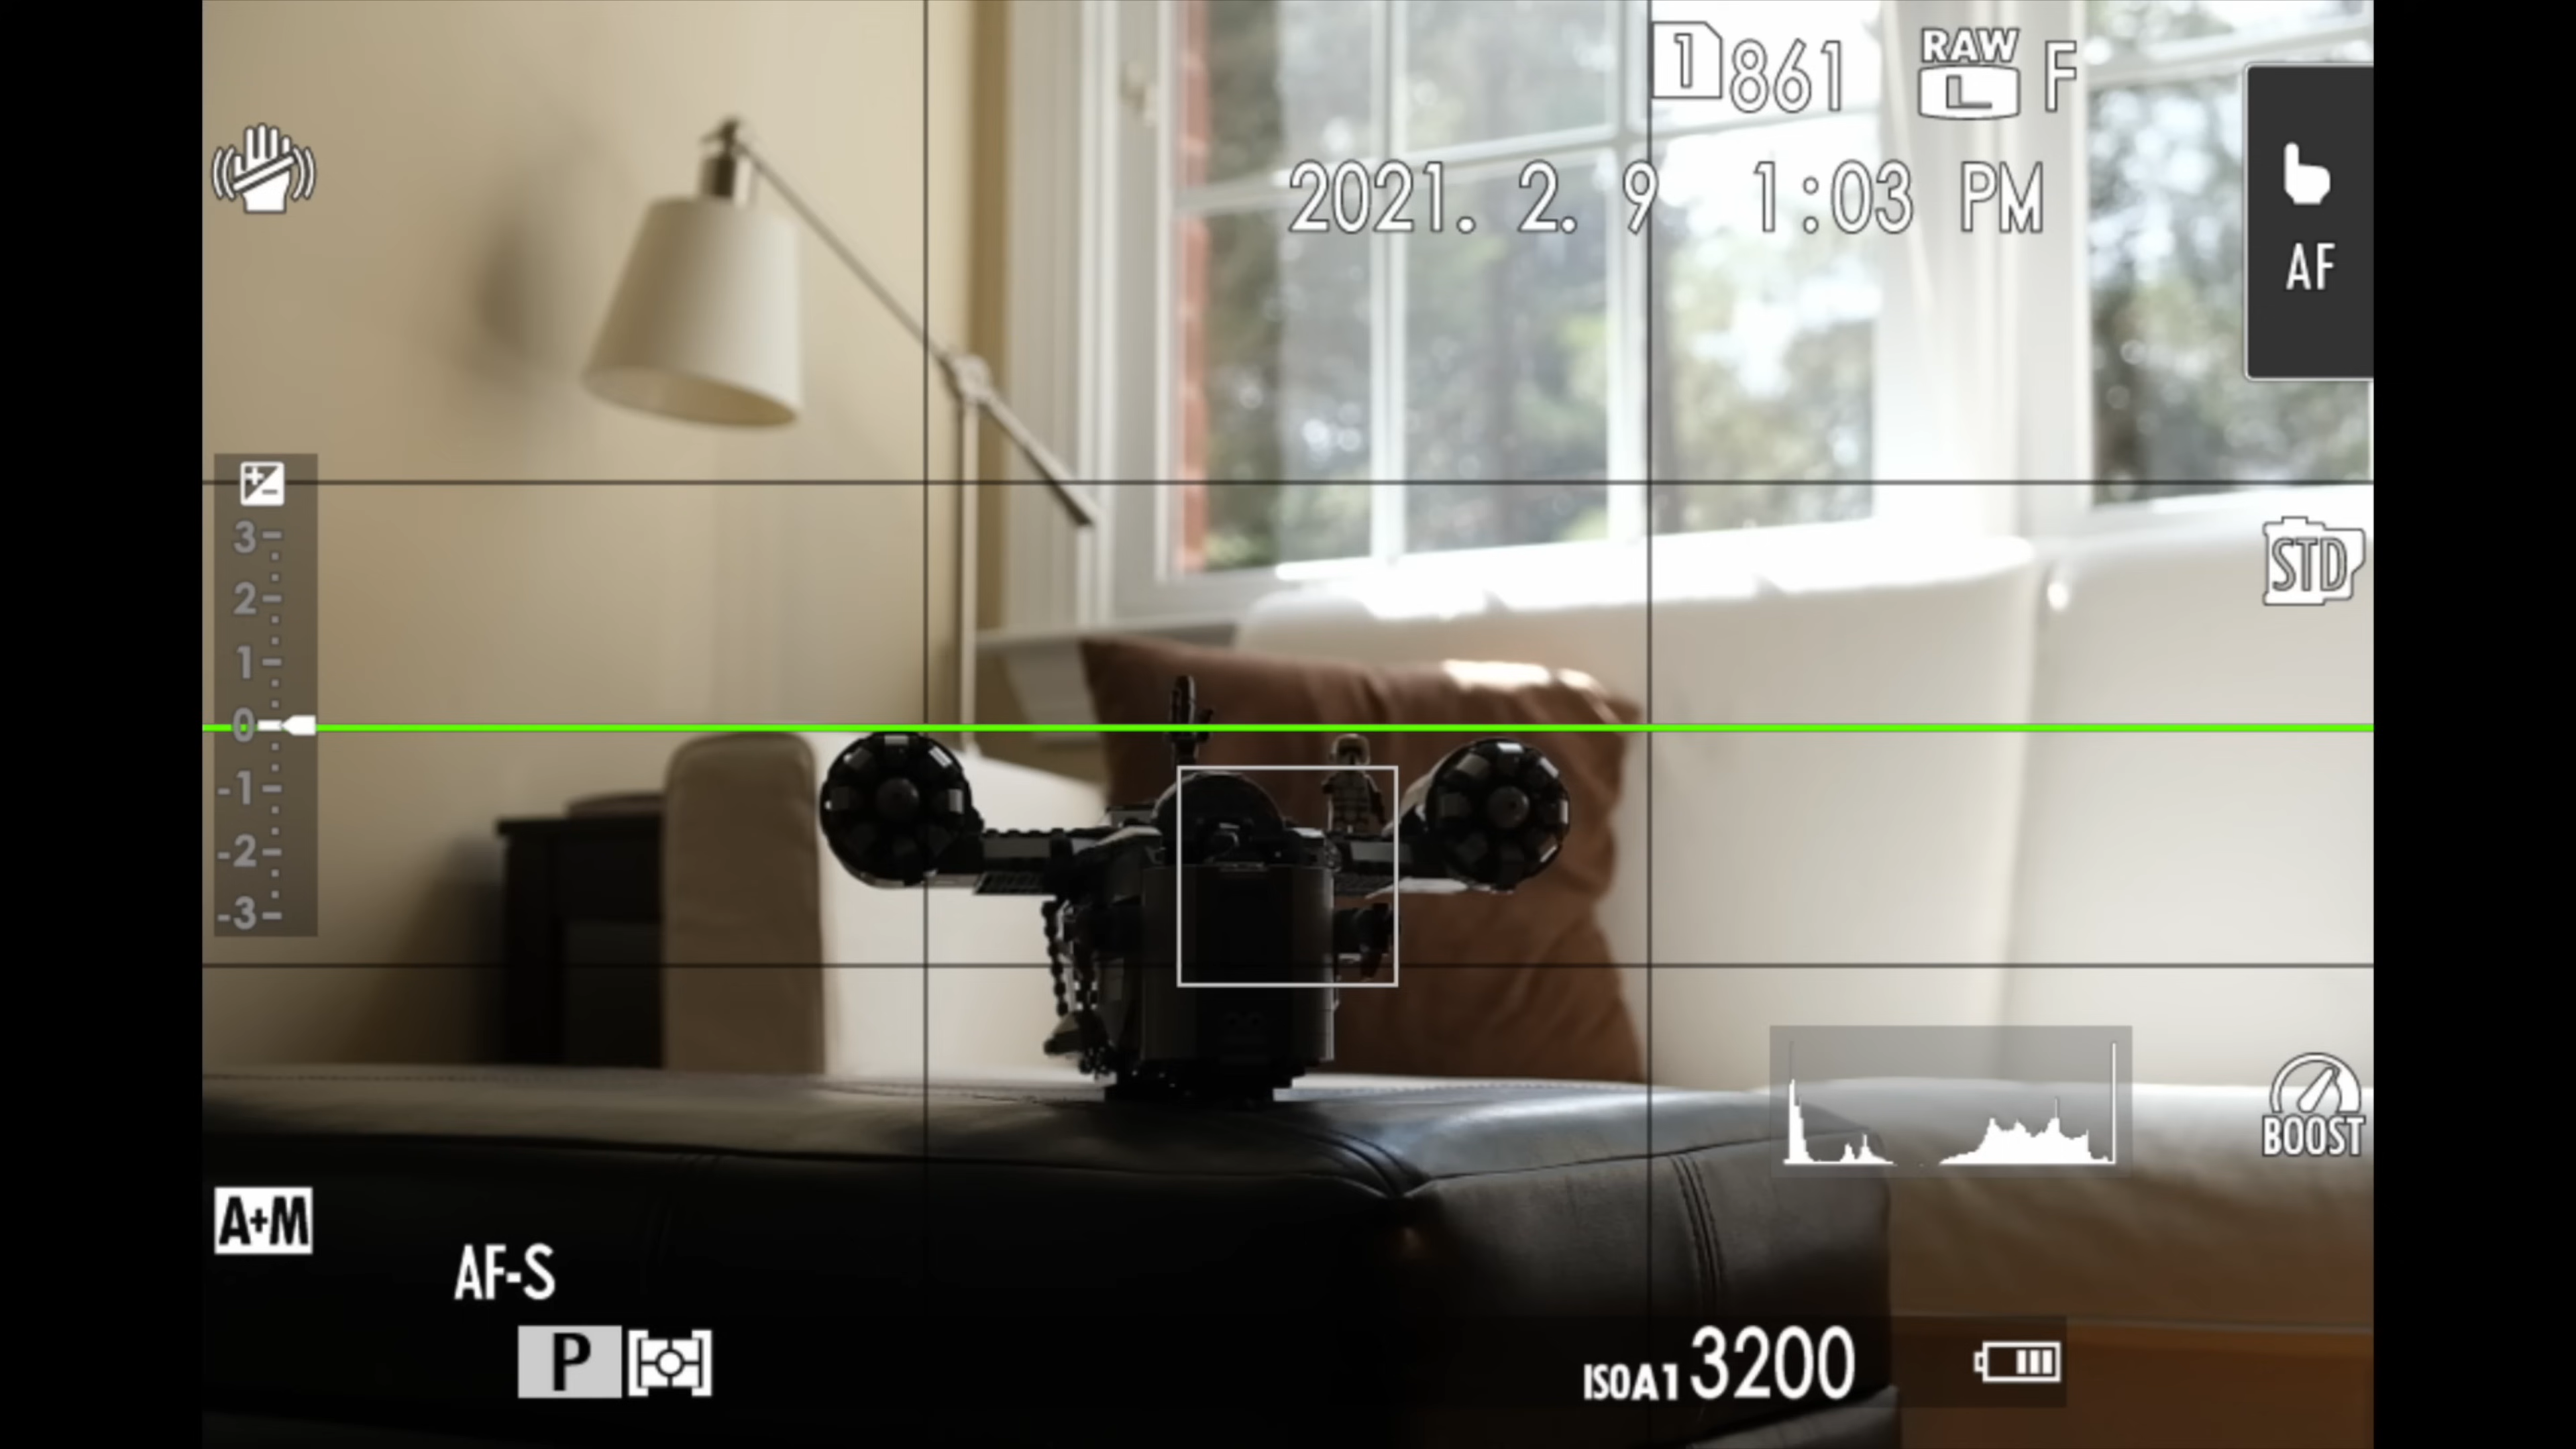 1 861 RAW L F
2021. 2. 9 1:03 PM
AF
3
2
1
0
-1
-2
-3
STD
BOOST
A+M
AF-S
P
ISOA1 3200